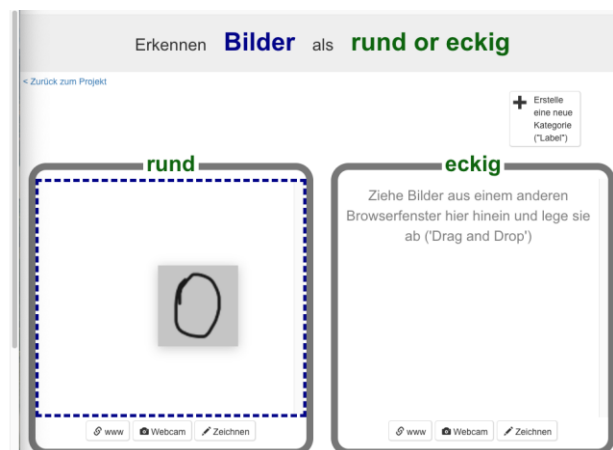 Erkennen Bilder als rund or eckig
< Zurück zum Projekt
Erstelle
eine neue
Kategorie
("Label")
rund
www Webcam Zeichnen
eckig
Ziehe Bilder aus einem anderen
Browserfenster hier hinein und lege sie
ab ('Drag and Drop')
www Webcam Zeichnen